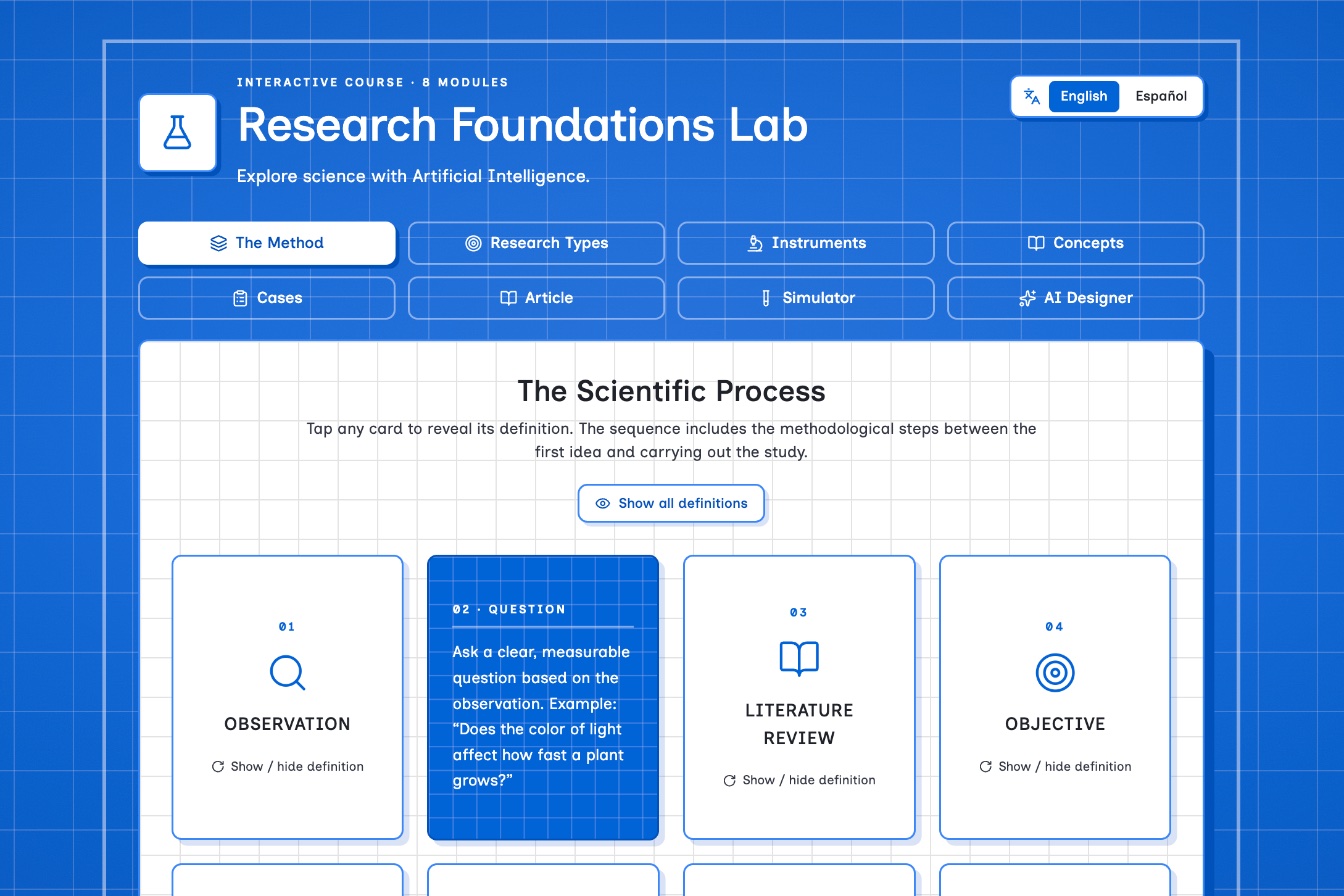 INTERACTIVE COURSE · 8 MODULES
Research Foundations Lab
Explore science with Artificial Intelligence.
English
Español
The Method
Research Types
Instruments
Concepts
Cases
Article
Simulator
AI Designer
The Scientific Process
Tap any card to reveal its definition. The sequence includes the methodological steps between the
first idea and carrying out the study.
Show all definitions
01
OBSERVATION
Show / hide definition
02 · QUESTION
Ask a clear, measurable
question based on the
observation. Example:
“Does the color of light
affect how fast a plant
grows?”
03
LITERATURE
REVIEW
Show / hide definition
04
OBJECTIVE
Show / hide definition